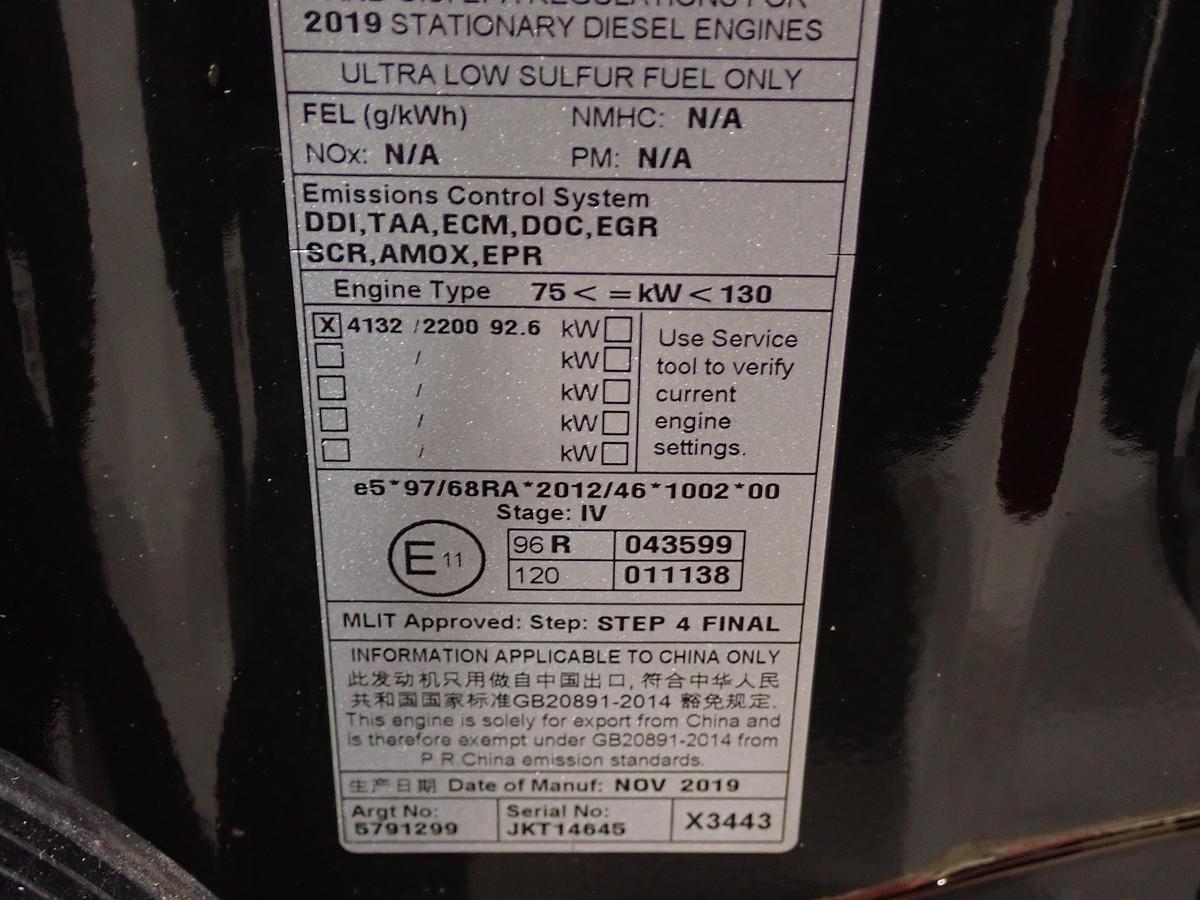 AND U.S. EPA REGULATIONS FOR
2019 STATIONARY DIESEL ENGINES
ULTRA LOW SULFUR FUEL ONLY
FEL (g/kWh) NMHC: N/A
NOx: N/A PM: N/A
Emissions Control System
DDI,TAA,ECM,DOC,EGR
SCR,AMOX,EPR
Engine Type 75 < = kW < 130
X 4132 /2200 92.6 kW
/ kW
/ kW
/ kW
/ kW
Use Service
tool to verify
current
engine
settings.
e5*97/68RA*2012/46*1002*00
Stage: IV
E 11
96 R 043599
120 011138
MLIT Approved: Step: STEP 4 FINAL
INFORMATION APPLICABLE TO CHINA ONLY
此发动机只用做自中国出口, 符合中华人民
共和国国家标准GB20891-2014 豁免规定.
This engine is solely for export from China and
is therefore exempt under GB20891-2014 from
P.R.China emission standards.
生产日期 Date of Manuf: NOV 2019
Argt No:
5791299
Serial No:
JKT14645
X3443